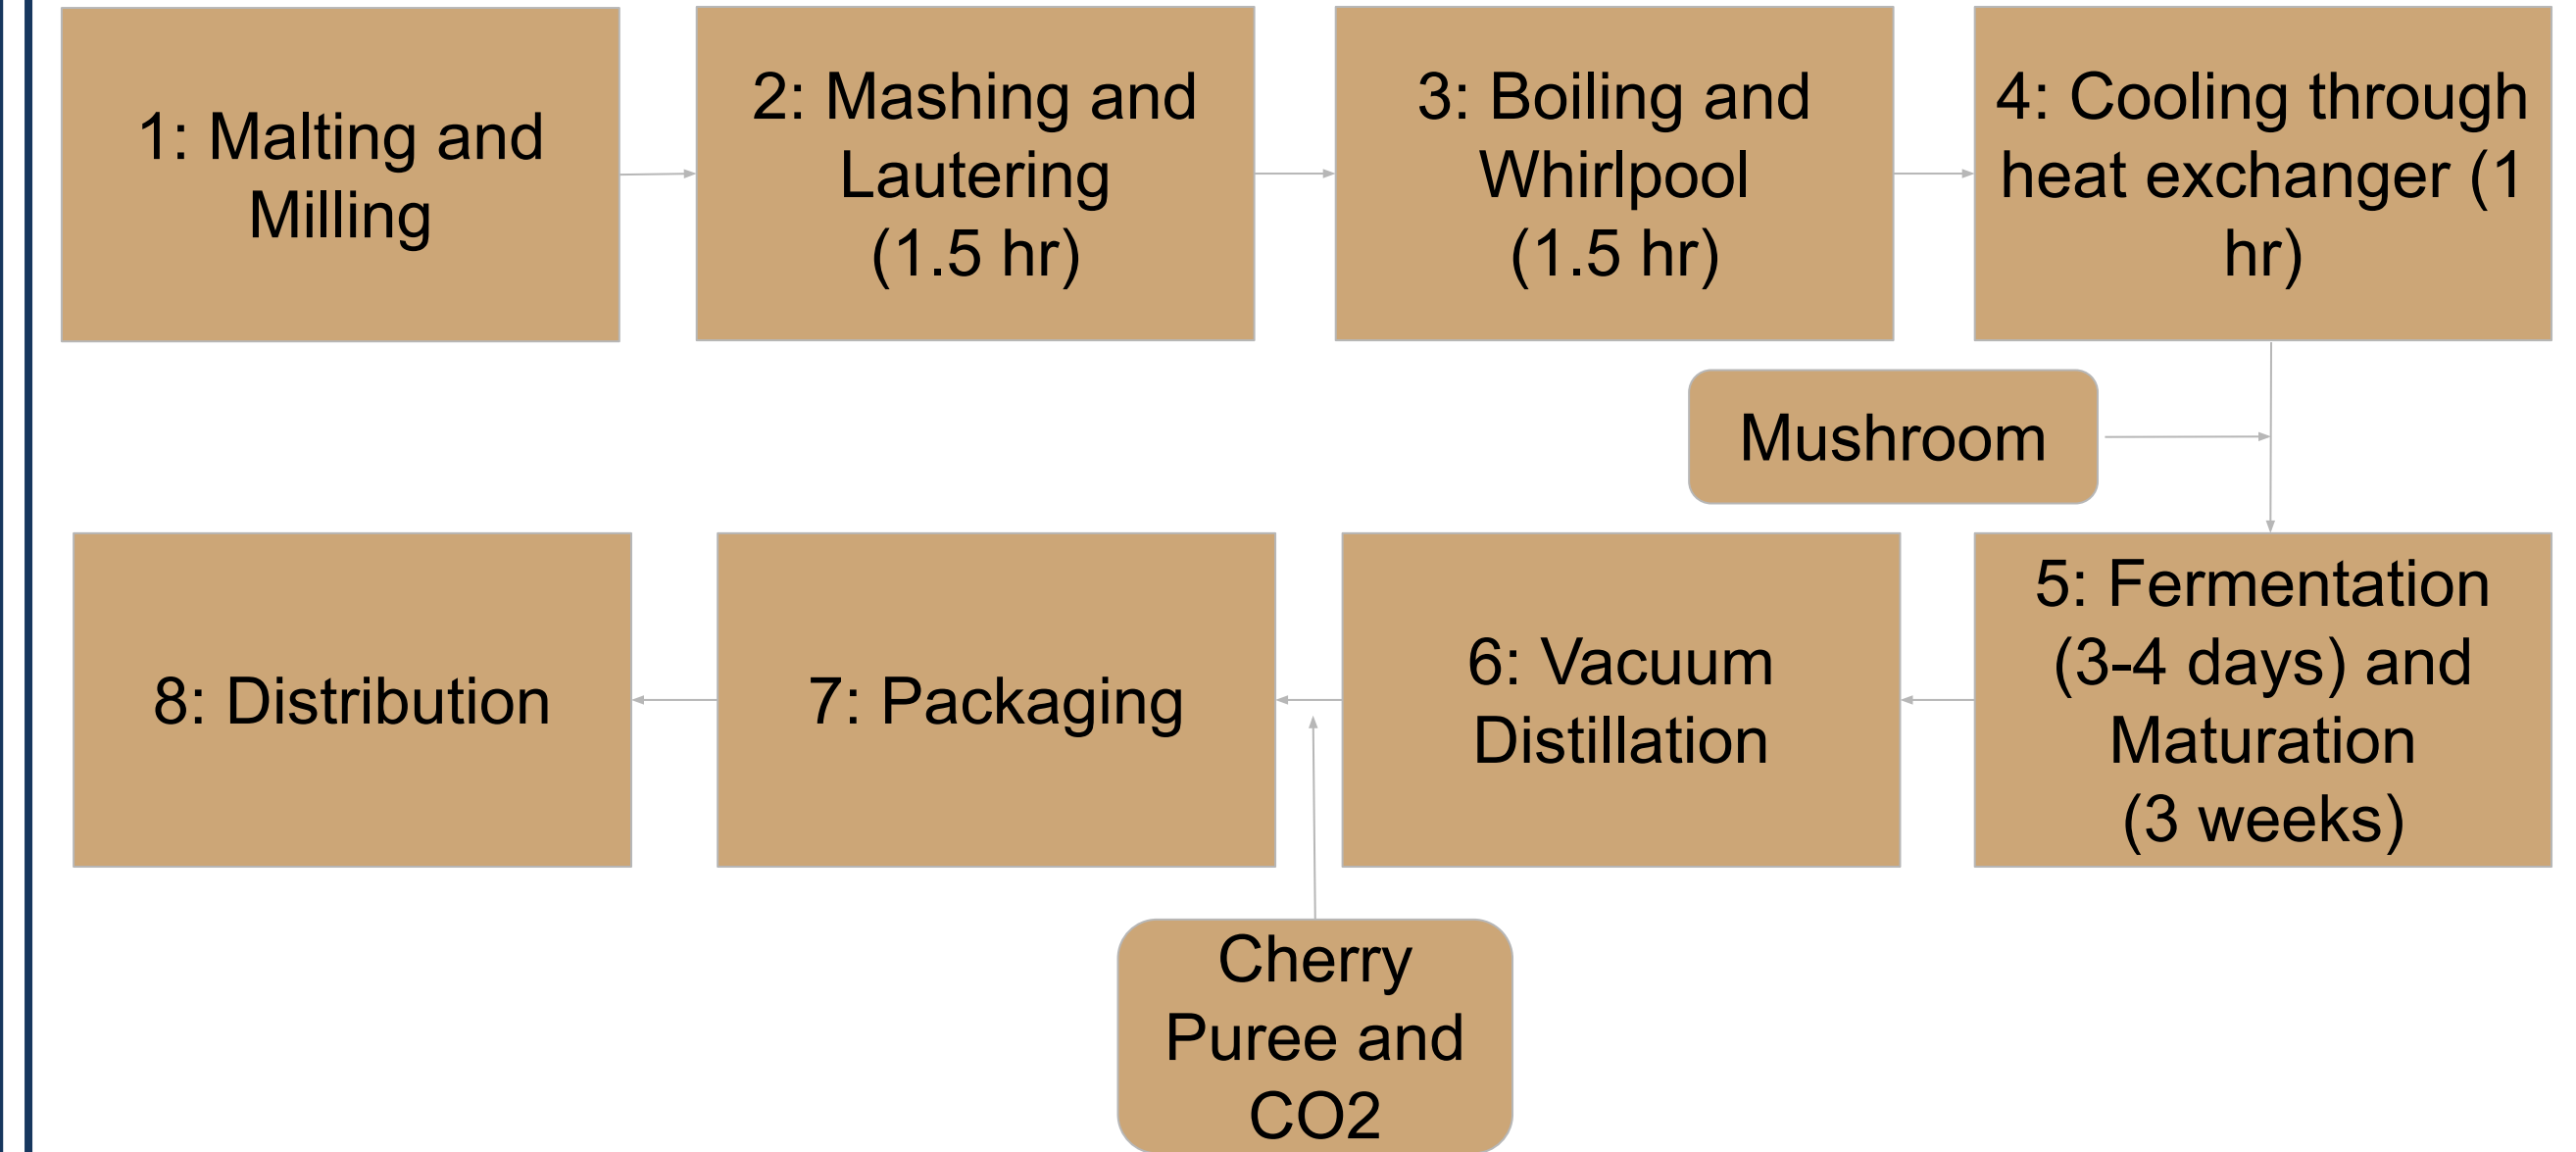 1: Malting and
Milling
2: Mashing and
Lautering
(1.5 hr)
3: Boiling and
Whirlpool
(1.5 hr)
4: Cooling through
heat exchanger (1
hr)
Mushroom
5: Fermentation
(3-4 days) and
Maturation
(3 weeks)
6: Vacuum
Distillation
7: Packaging
8: Distribution
Cherry
Puree and
CO2